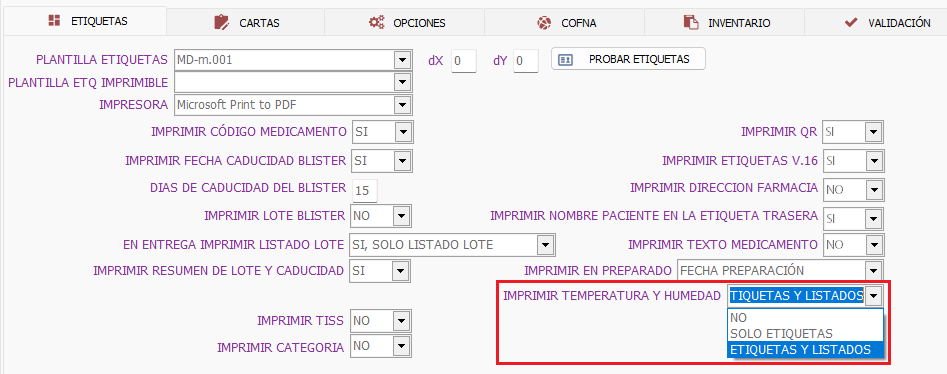 ETIQUETAS CARTAS OPCIONES COFNA INVENTARIO VALIDACIÓN
PLANTILLA ETIQUETAS MD-m.001 dX 0 dY 0 PROBAR ETIQUETAS
PLANTILLA ETQ IMPRIMIBLE
IMPRESORA Microsoft Print to PDF
IMPRIMIR CÓDIGO MEDICAMENTO SI IMPRIMIR QR SI
IMPRIMIR FECHA CADUCIDAD BLISTER SI IMPRIMIR ETIQUETAS V.16 SI
DIAS DE CADUCIDAD DEL BLISTER 15 IMPRIMIR DIRECCION FARMACIA NO
IMPRIMIR LOTE BLISTER NO IMPRIMIR NOMBRE PACIENTE EN LA ETIQUETA TRASERA SI
EN ENTREGA IMPRIMIR LISTADO LOTE SI, SOLO LISTADO LOTE IMPRIMIR TEXTO MEDICAMENTO NO
IMPRIMIR RESUMEN DE LOTE Y CADUCIDAD SI IMPRIMIR EN PREPARADO FECHA PREPARACIÓN
IMPRIMIR TEMPERATURA Y HUMEDAD TIQUETAS Y LISTADOS
NO
IMPRIMIR TISS NO SOLO ETIQUETAS
IMPRIMIR CATEGORIA NO ETIQUETAS Y LISTADOS